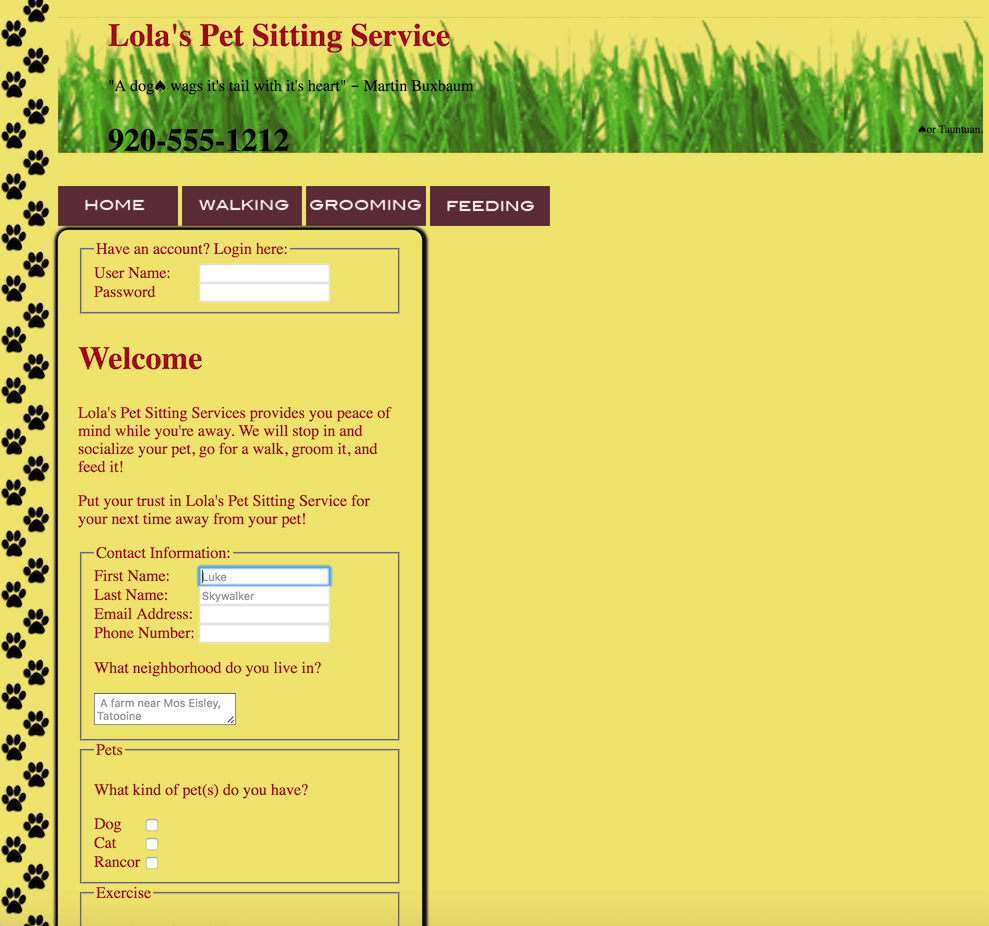 Lola's Pet Sitting Service
"A dog♠ wags it's tail with it's heart" ~ Martin Buxbaum
920-555-1212
♠or Tauntuan.
HOME WALKING GROOMING FEEDING
Have an account? Login here:
User Name:
Password
Welcome
Lola's Pet Sitting Services provides you peace of
mind while you're away. We will stop in and
socialize your pet, go for a walk, groom it, and
feed it!
Put your trust in Lola's Pet Sitting Service for
your next time away from your pet!
Contact Information:
First Name: Luke
Last Name: Skywalker
Email Address:
Phone Number:
What neighborhood do you live in?
A farm near Mos Eisley,
Tatooine
Pets
What kind of pet(s) do you have?
Dog
Cat
Rancor
Exercise